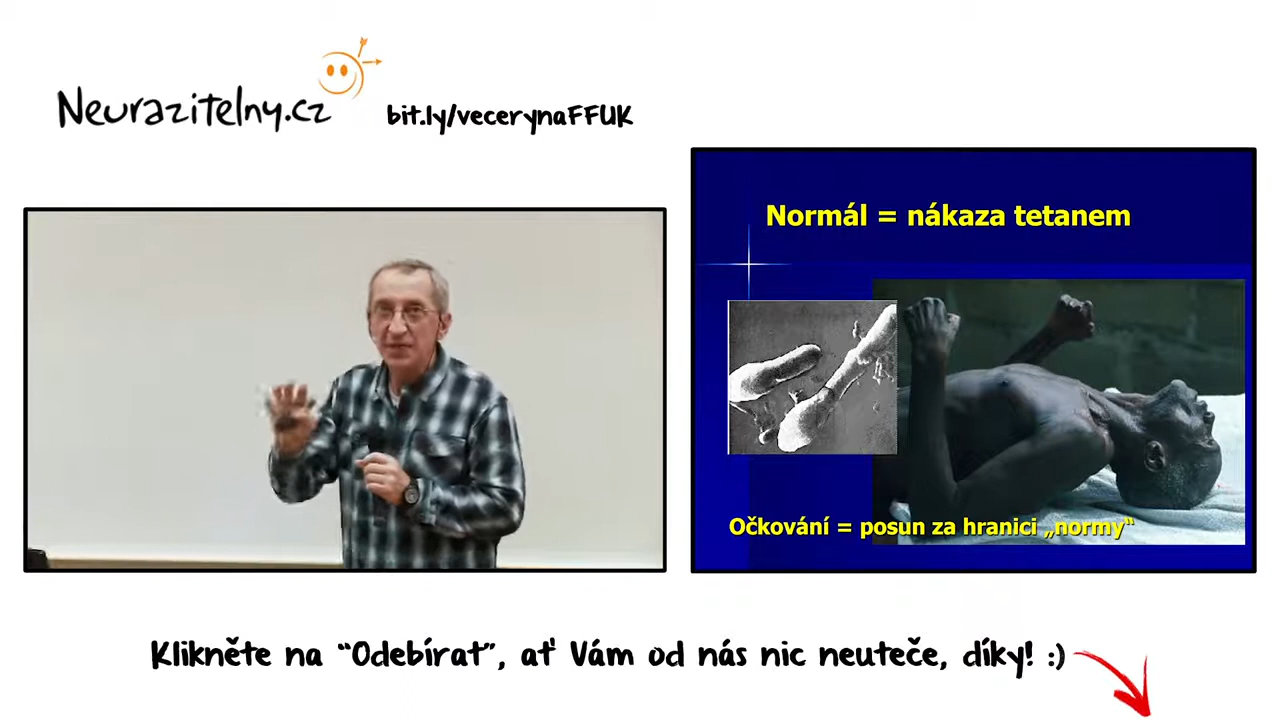 Neurazitelny.cz
bit.ly/vecerynaFFUK
Normál = nákaza tetanem
Očkování = posun za hranici „normy“
Klikněte na “Odebírat”, ať Vám od nás nic neuteče, díky! :)